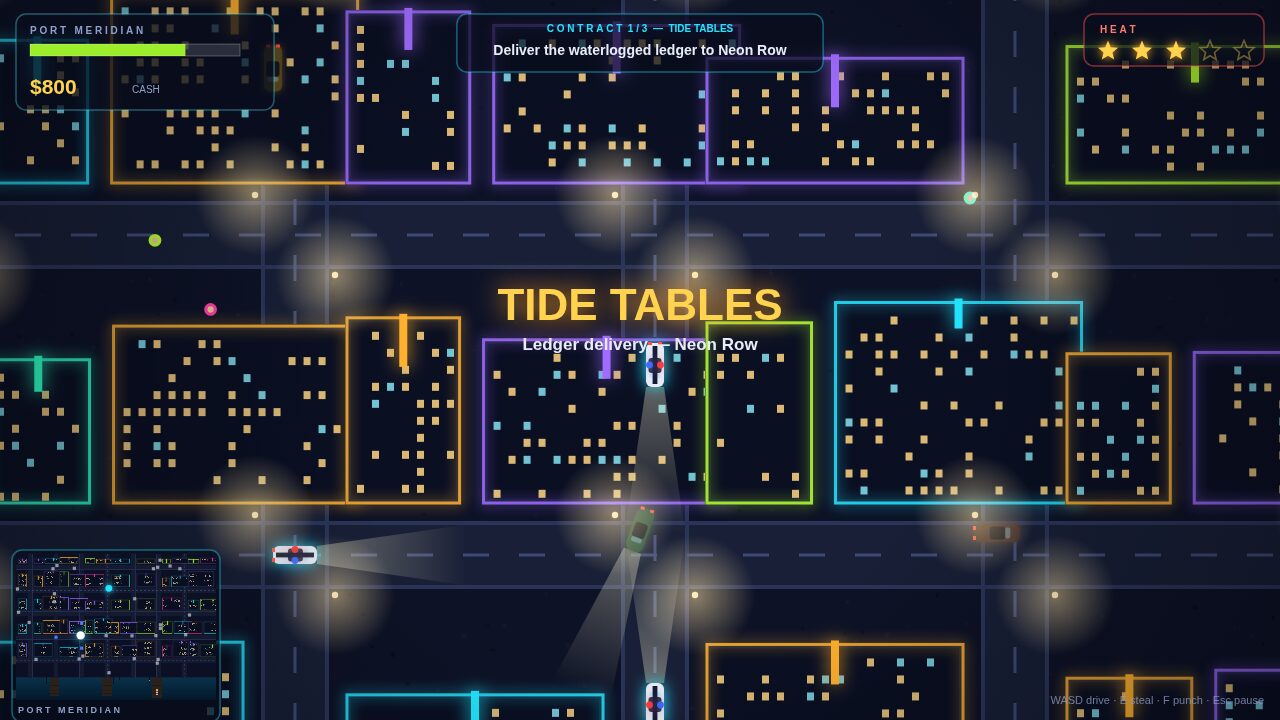 PORT MERIDIAN
$800 CASH
CONTRACT 1/3 — TIDE TABLES
Deliver the waterlogged ledger to Neon Row
HEAT
TIDE TABLES
Ledger delivery — Neon Row
PORT MERIDIAN
WASD drive · E steal · F punch · Esc pause